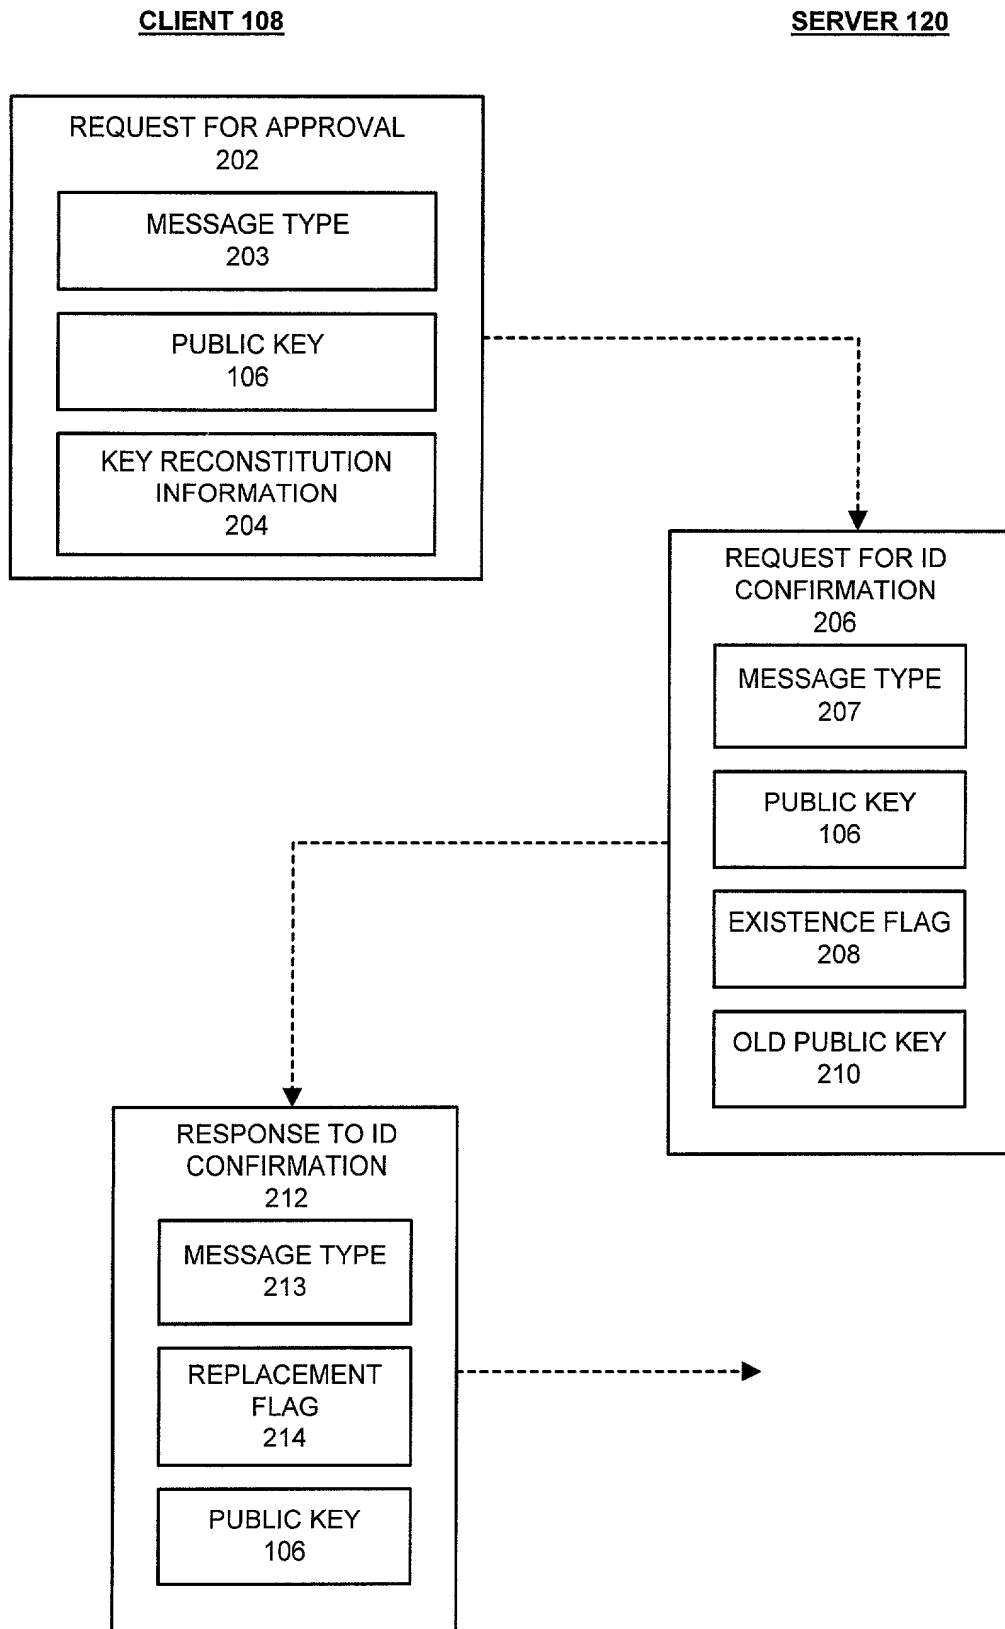 CLIENT 108
SERVER 120
REQUEST FOR APPROVAL
202
MESSAGE TYPE
203
PUBLIC KEY
106
KEY RECONSTITUTION
INFORMATION
204
REQUEST FOR ID
CONFIRMATION
206
MESSAGE TYPE
207
PUBLIC KEY
106
EXISTENCE FLAG
208
OLD PUBLIC KEY
210
RESPONSE TO ID
CONFIRMATION
212
MESSAGE TYPE
213
REPLACEMENT
FLAG
214
PUBLIC KEY
106